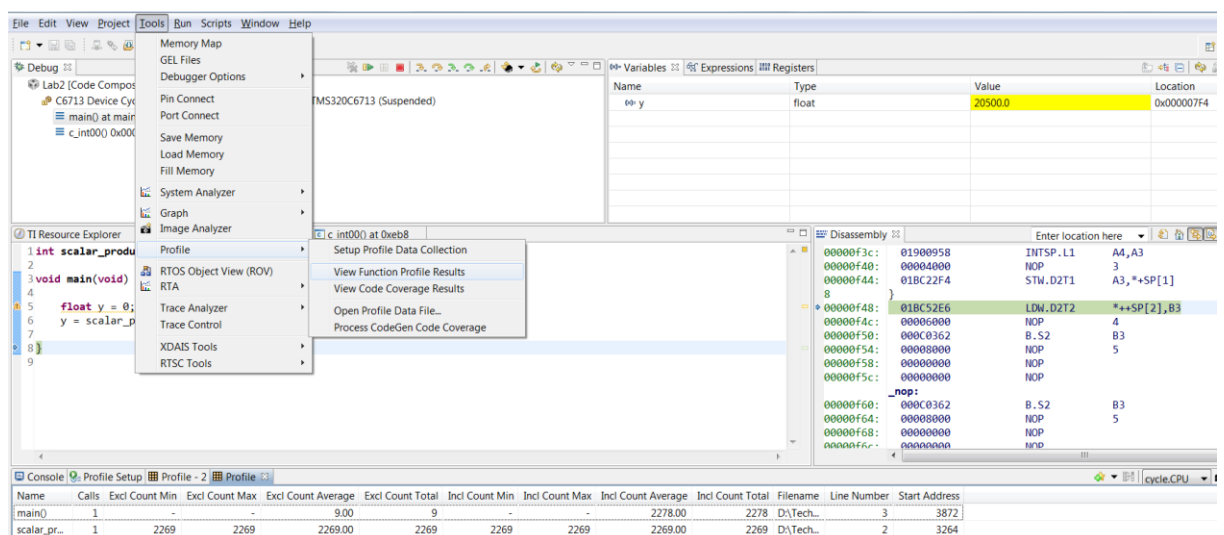 File Edit View Project Tools Run Scripts Window Help
Memory Map
GEL Files
Debugger Options
Pin Connect
Port Connect
Save Memory
Load Memory
Fill Memory
System Analyzer
Graph
Image Analyzer
Profile
RTOS Object View (ROV)
RTA
Trace Analyzer
Trace Control
XDAIS Tools
RTSC Tools
Setup Profile Data Collection
View Function Profile Results
View Code Coverage Results
Open Profile Data File...
Process CodeGen Code Coverage
Debug
Lab2 [Code Compos
C6713 Device Cyc
TMS320C6713 (Suspended)
main() at main
c_int00() 0x000
(x)= Variables Expressions Registers
Name Type Value Location
(x)= y float 20500.0 0x000007F4
TI Resource Explorer
c_int00() at 0xeb8
1 int scalar_produ
2
3 void main(void)
4
5 float y = 0;
6 y = scalar_p
7
8 }
9
Disassembly
Enter location here
00000f3c: 01900958 INTSP.L1 A4,A3
00000f40: 00004000 NOP 3
00000f44: 01BC22F4 STW.D2T1 A3,*+SP[1]
8 }
00000f48: 01BC52E6 LDW.D2T2 *++SP[2],B3
00000f4c: 00006000 NOP 4
00000f50: 000C0362 B.S2 B3
00000f54: 00008000 NOP 5
00000f58: 00000000 NOP
00000f5c: 00000000 NOP
_nop:
00000f60: 000C0362 B.S2 B3
00000f64: 00008000 NOP 5
00000f68: 00000000 NOP
00000f6c: 00000000 NOP
Console Profile Setup Profile - 2 Profile
cycle.CPU
Name Calls Excl Count Min Excl Count Max Excl Count Average Excl Count Total Incl Count Min Incl Count Max Incl Count Average Incl Count Total Filename Line Number Start Address
main() 1 - - 9.00 9 - - 2278.00 2278 D:\Tech... 3 3872
scalar_pr... 1 2269 2269 2269.00 2269 2269 2269 2269.00 2269 D:\Tech... 2 3264